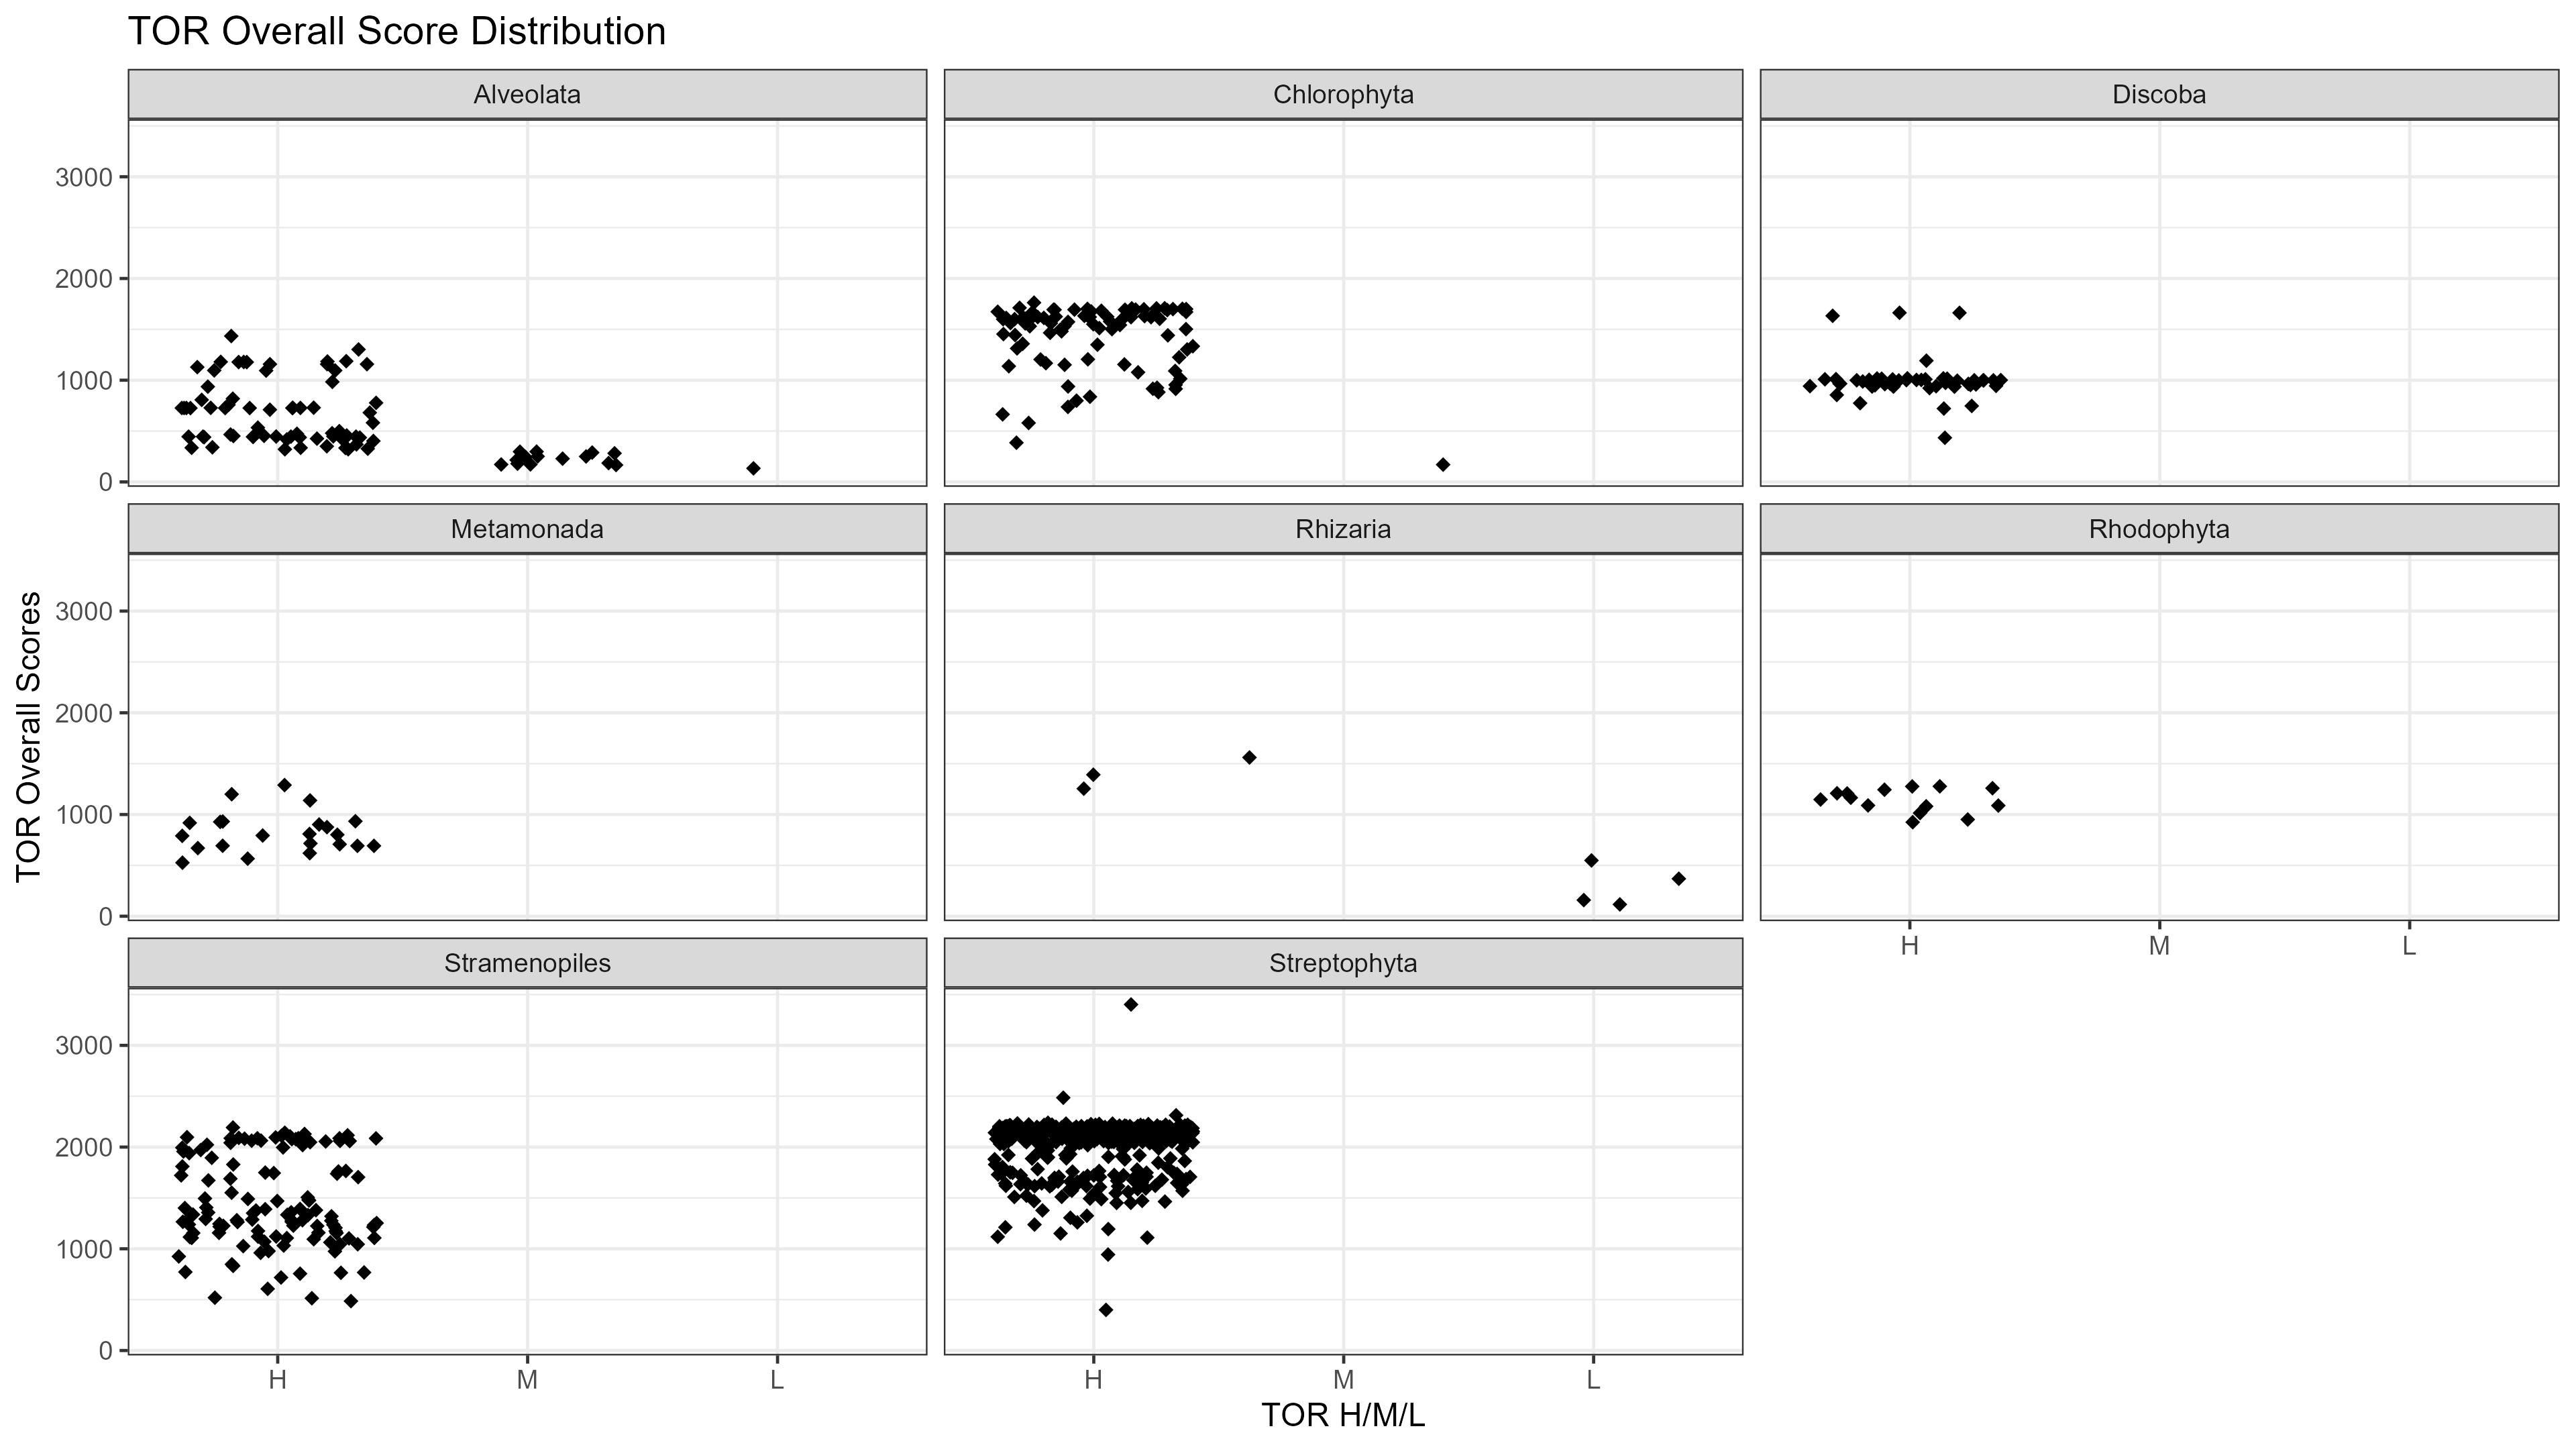 TOR Overall Score Distribution
Alveolata
Chlorophyta
Discoba
3000
2000
1000
0
Metamonada
Rhizaria
Rhodophyta
3000
2000
1000
0
H M L
Stramenopiles
Streptophyta
3000
2000
1000
0
H M L
H M L
TOR H/M/L
TOR Overall Scores